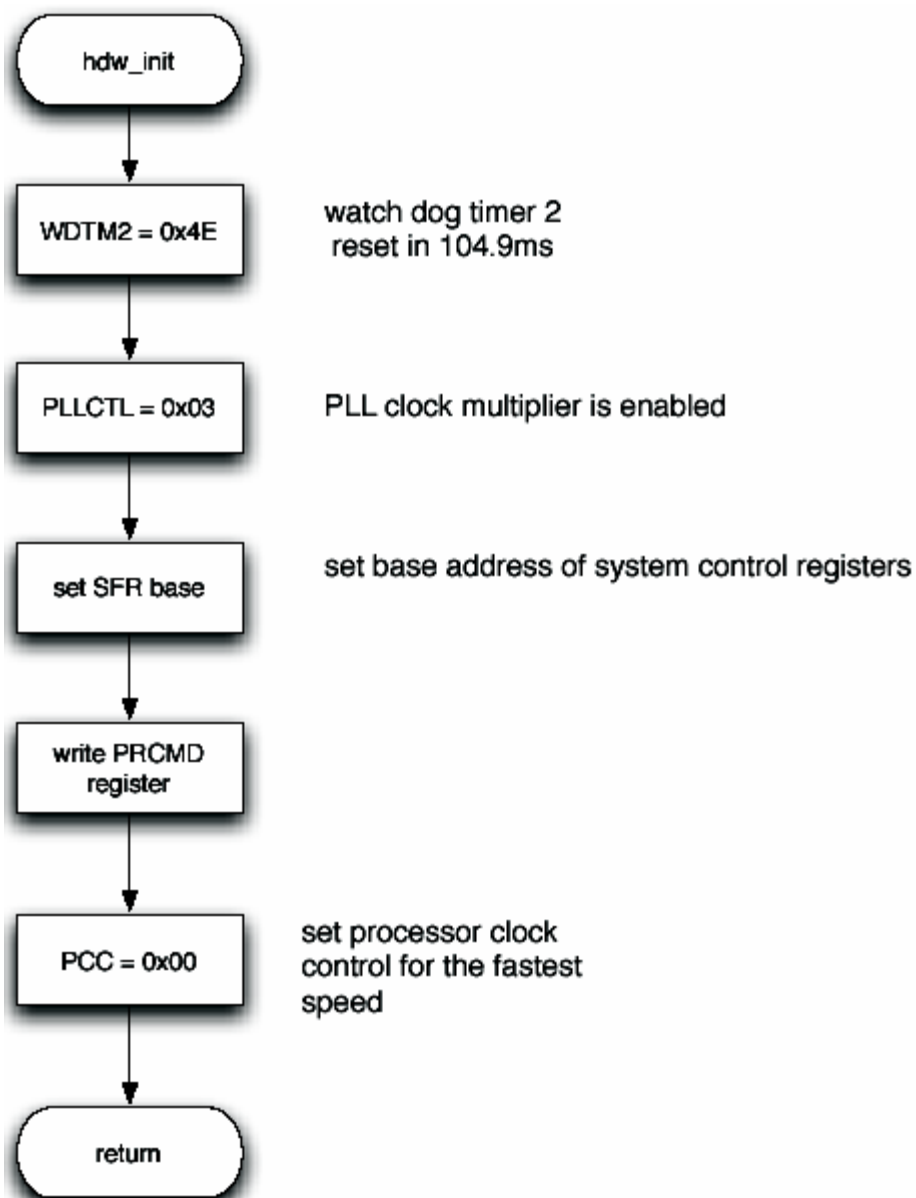 hdw_init
WDTM2 = 0x4E
watch dog timer 2
reset in 104.9ms
PLLCTL = 0x03
PLL clock multiplier is enabled
set SFR base
set base address of system control registers
write PRCMD
register
PCC = 0x00
set processor clock
control for the fastest
speed
return